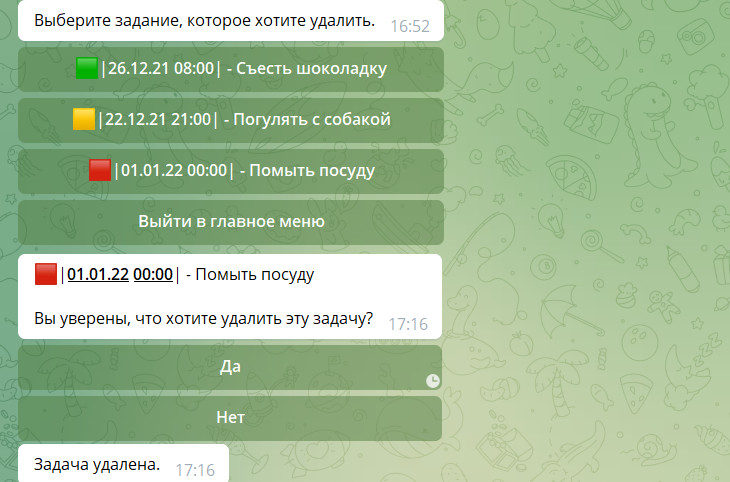 Выберите задание, которое хотите удалить. 16:52
|26.12.21 08:00| - Съесть шоколадку
|22.12.21 21:00| - Погулять с собакой
|01.01.22 00:00| - Помыть посуду
Выйти в главное меню
|01.01.22 00:00| - Помыть посуду
Вы уверены, что хотите удалить эту задачу? 17:16
Да
Нет
Задача удалена. 17:16